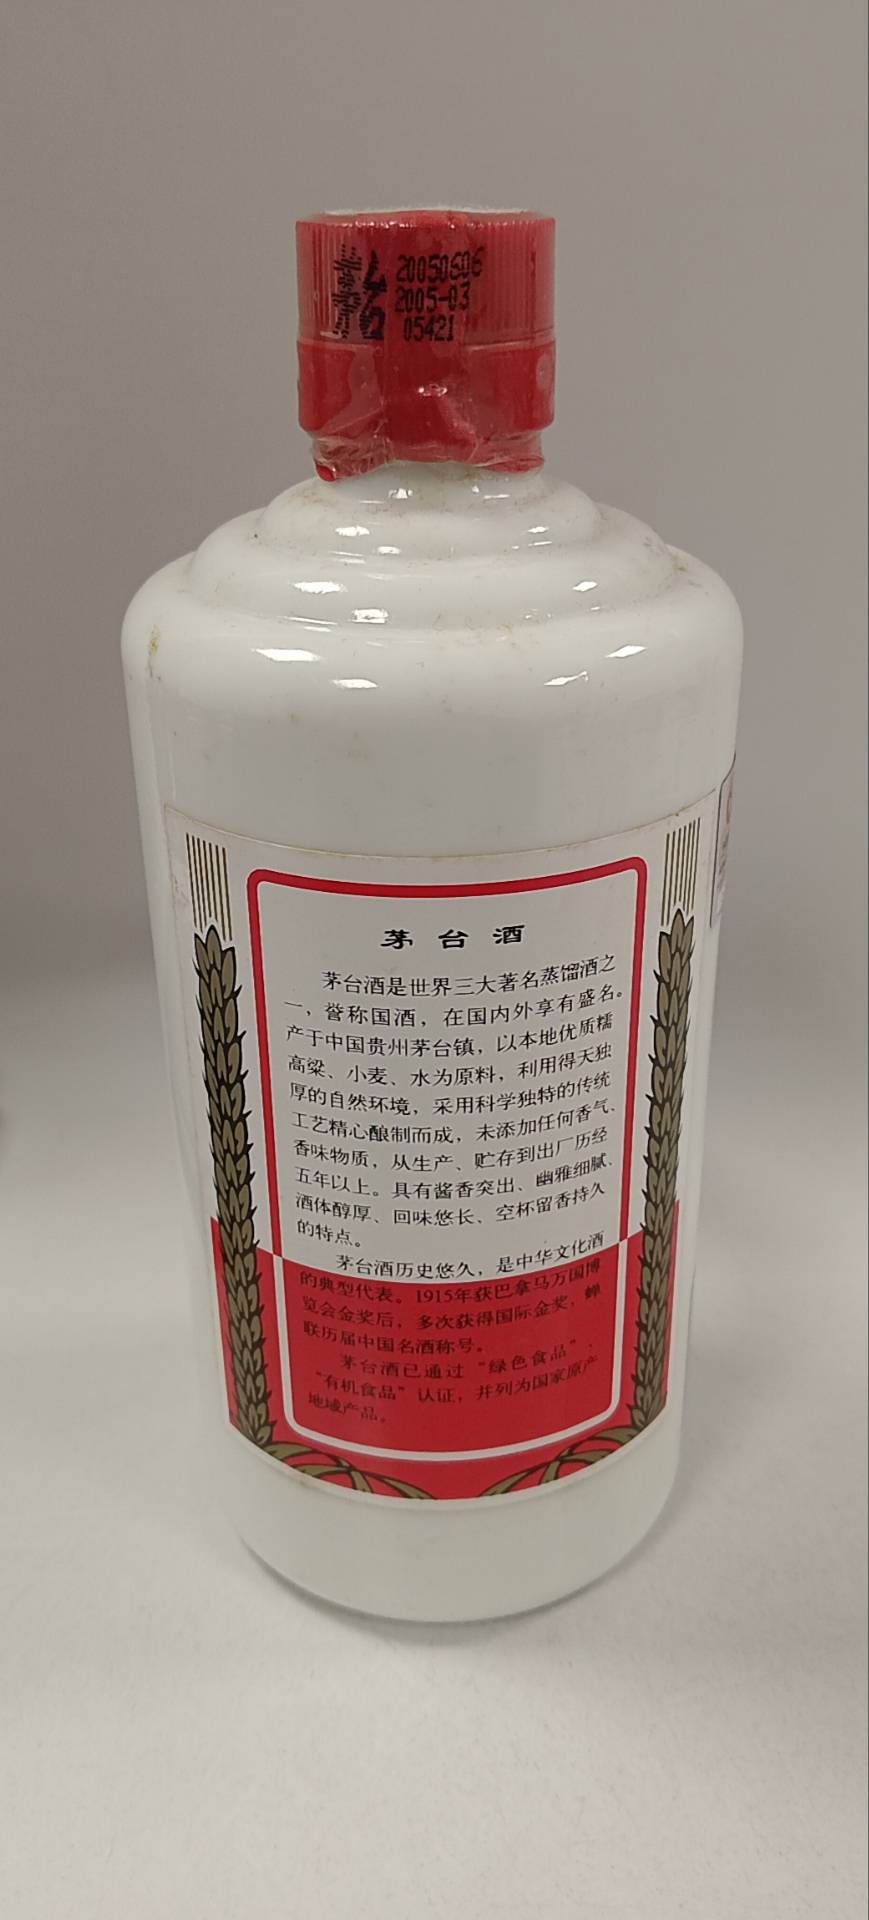 茅台
20050606
2005-03
05421
茅 台 酒
茅台酒是世界三大著名蒸馏酒之
一，誉称国酒，在国内外享有盛名。
产于中国贵州茅台镇，以本地优质糯
高粱、小麦、水为原料，利用得天独
厚的自然环境，采用科学独特的传统
工艺精心酿制而成，未添加任何香气、
香味物质，从生产、贮存到出厂历经
五年以上。具有酱香突出、幽雅细腻、
酒体醇厚、回味悠长、空杯留香持久
的特点。
茅台酒历史悠久，是中华文化酒
的典型代表。1915年获巴拿马万国博
览会金奖后，多次获得国际金奖，蝉
联历届中国名酒称号。
茅台酒已通过“绿色食品”、
“有机食品”认证，并列为国家原产
地域产品。